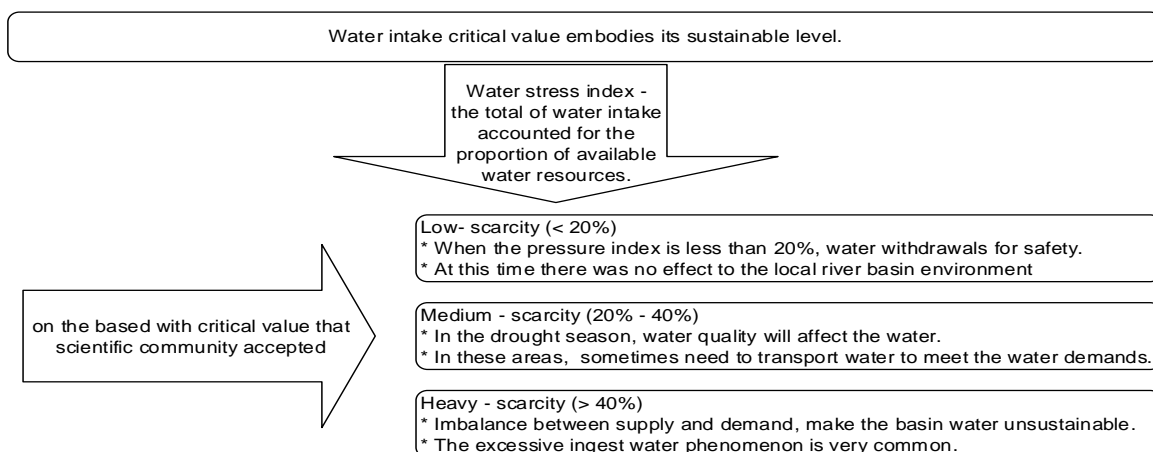 Water intake critical value embodies its sustainable level.
Water stress index -
the total of water intake
accounted for the
proportion of available
water resources.
Low- scarcity (< 20%)
* When the pressure index is less than 20%, water withdrawals for safety.
* At this time there was no effect to the local river basin environment
on the based with critical value that
scientific community accepted
Medium - scarcity (20% - 40%)
* In the drought season, water quality will affect the water.
* In these areas, sometimes need to transport water to meet the water demands.
Heavy - scarcity (> 40%)
* Imbalance between supply and demand, make the basin water unsustainable.
* The excessive ingest water phenomenon is very common.